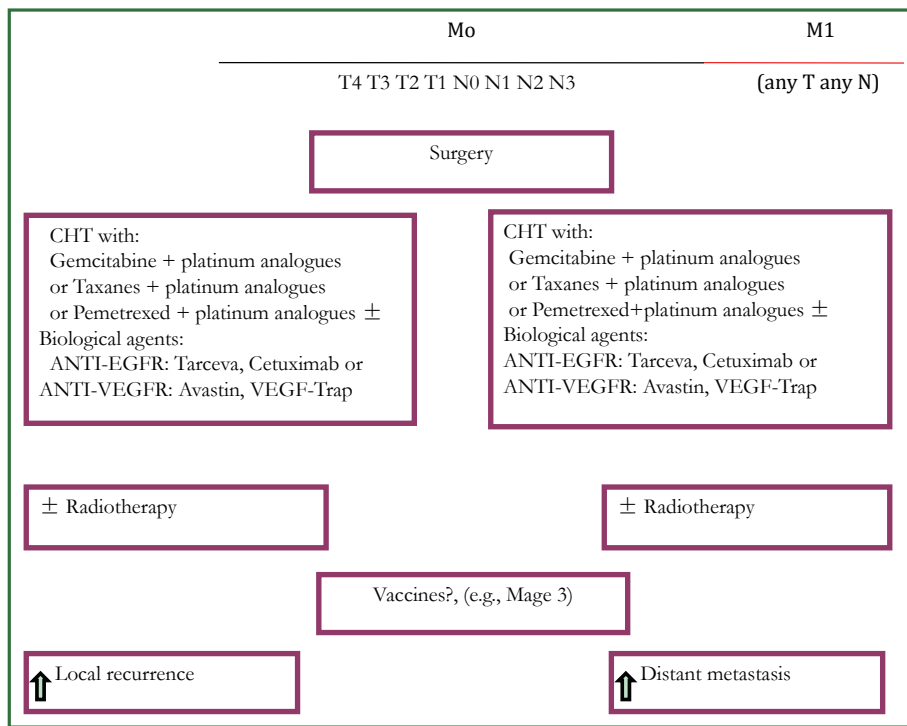 Mo
M1
T4 T3 T2 T1 N0 N1 N2 N3
(any T any N)
Surgery
CHT with:
Gemcitabine + platinum analogues
or Taxanes + platinum analogues
or Pemetrexed + platinum analogues ±
Biological agents:
ANTI-EGFR: Tarceva, Cetuximab or
ANTI-VEGFR: Avastin, VEGF-Trap
CHT with:
Gemcitabine + platinum analogues
or Taxanes + platinum analogues
or Pemetrexed+platinum analogues ±
Biological agents:
ANTI-EGFR: Tarceva, Cetuximab or
ANTI-VEGFR: Avastin, VEGF-Trap
± Radiotherapy
± Radiotherapy
Vaccines?, (e.g., Mage 3)
Local recurrence
Distant metastasis